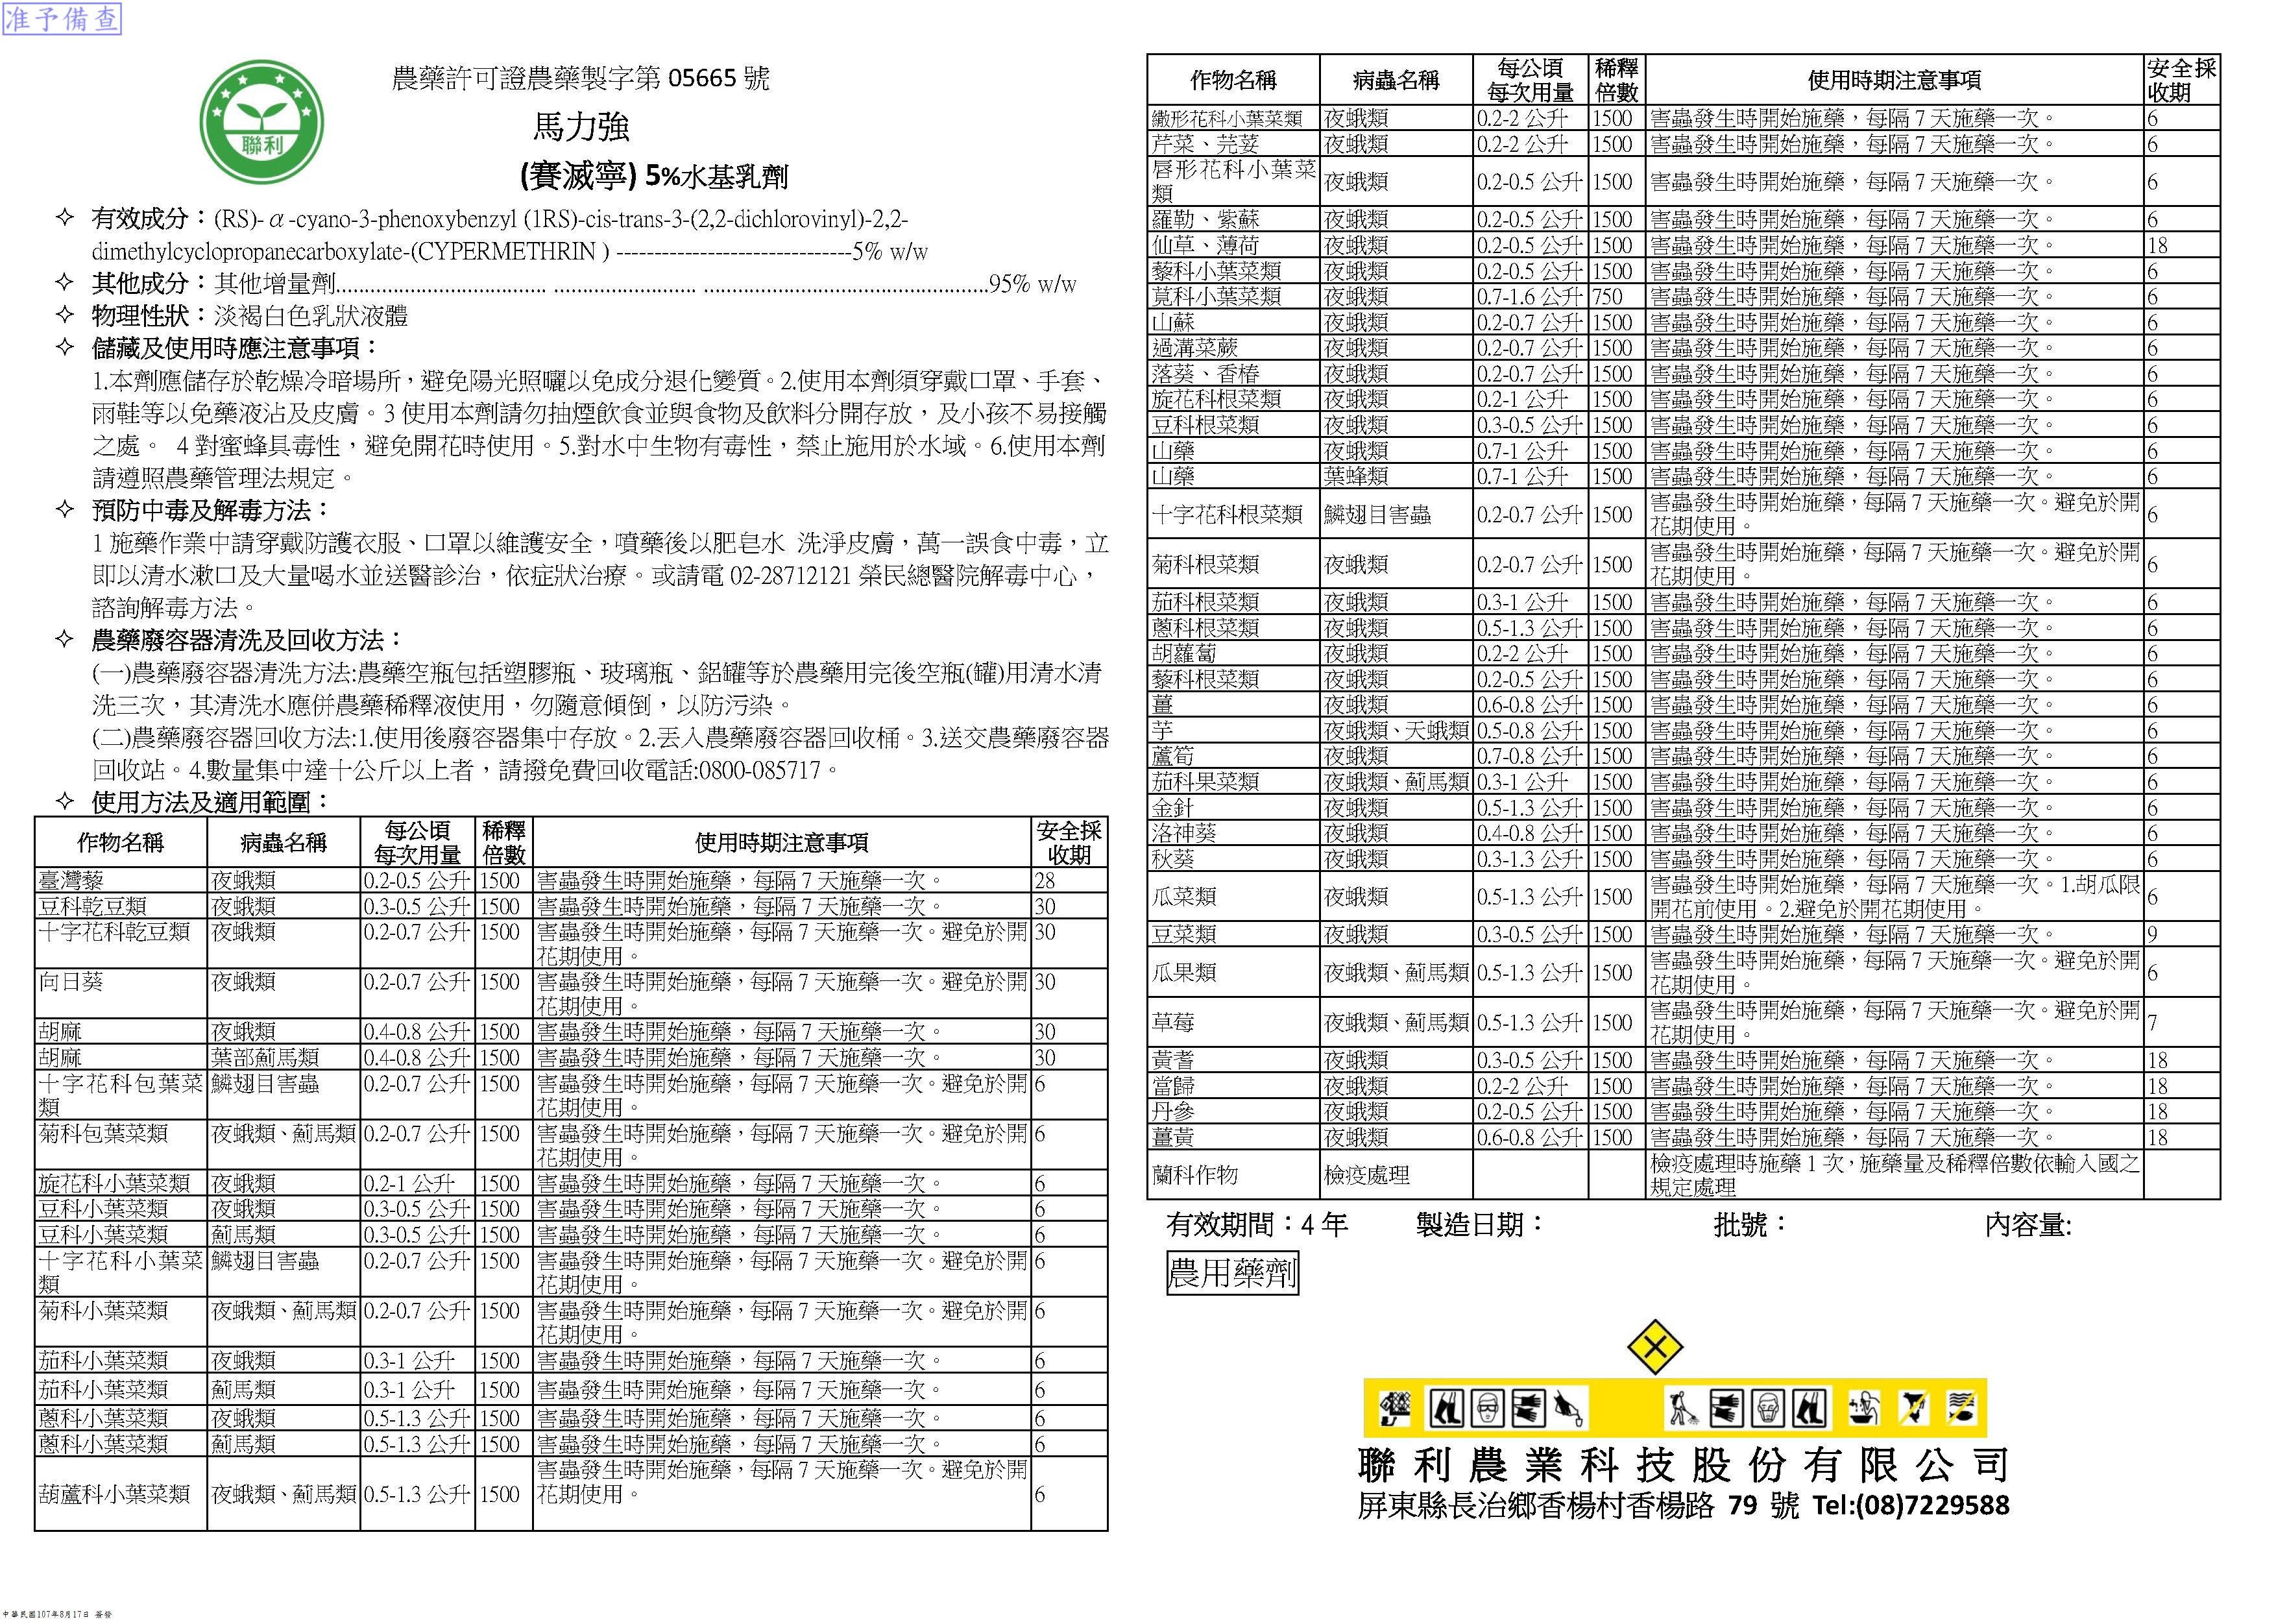 准予備查
聯利
農藥許可證農藥製字第 05665 號
馬力強
(賽滅寧) 5%水基乳劑
✧ 有效成分：(RS)-α-cyano-3-phenoxybenzyl (1RS)-cis-trans-3-(2,2-dichlorovinyl)-2,2-
dimethylcyclopropanecarboxylate-(CYPERMETHRIN ) -------------------------------5% w/w
✧ 其他成分：其他增量劑................................... ........................ ................................................95% w/w
✧ 物理性狀：淡褐白色乳狀液體
✧ 儲藏及使用時應注意事項：
1.本劑應儲存於乾燥冷暗場所，避免陽光照曬以免成分退化變質。2.使用本劑須穿戴口罩、手套、
雨鞋等以免藥液沾及皮膚。3 使用本劑請勿抽煙飲食並與食物及飲料分開存放，及小孩不易接觸
之處。 4 對蜜蜂具毒性，避免開花時使用。5.對水中生物有毒性，禁止施用於水域。6.使用本劑
請遵照農藥管理法規定。
✧ 預防中毒及解毒方法：
1 施藥作業中請穿戴防護衣服、口罩以維護安全，噴藥後以肥皂水 洗淨皮膚，萬一誤食中毒，立
即以清水漱口及大量喝水並送醫診治，依症狀治療。或請電 02-28712121 榮民總醫院解毒中心，
諮詢解毒方法。
✧ 農藥廢容器清洗及回收方法：
(一)農藥廢容器清洗方法:農藥空瓶包括塑膠瓶、玻璃瓶、鋁罐等於農藥用完後空瓶(罐)用清水清
洗三次，其清洗水應併農藥稀釋液使用，勿隨意傾倒，以防污染。
(二)農藥廢容器回收方法:1.使用後廢容器集中存放。2.丟入農藥廢容器回收桶。3.送交農藥廢容器
回收站。4.數量集中達十公斤以上者，請撥免費回收電話:0800-085717。
✧ 使用方法及適用範圍：
作物名稱 病蟲名稱 每公頃每次用量 稀釋倍數 使用時期注意事項 安全採收期
臺灣藜 夜蛾類 0.2-0.5 公升 1500 害蟲發生時開始施藥，每隔 7 天施藥一次。 28
豆科乾豆類 夜蛾類 0.3-0.5 公升 1500 害蟲發生時開始施藥，每隔 7 天施藥一次。 30
十字花科乾豆類 夜蛾類 0.2-0.7 公升 1500 害蟲發生時開始施藥，每隔 7 天施藥一次。避免於開花期使用。 30
向日葵 夜蛾類 0.2-0.7 公升 1500 害蟲發生時開始施藥，每隔 7 天施藥一次。避免於開花期使用。 30
胡麻 夜蛾類 0.4-0.8 公升 1500 害蟲發生時開始施藥，每隔 7 天施藥一次。 30
胡麻 葉部薊馬類 0.4-0.8 公升 1500 害蟲發生時開始施藥，每隔 7 天施藥一次。 30
十字花科包葉菜類 鱗翅目害蟲 0.2-0.7 公升 1500 害蟲發生時開始施藥，每隔 7 天施藥一次。避免於開花期使用。 6
菊科包葉菜類 夜蛾類、薊馬類 0.2-0.7 公升 1500 害蟲發生時開始施藥，每隔 7 天施藥一次。避免於開花期使用。 6
旋花科小葉菜類 夜蛾類 0.2-1 公升 1500 害蟲發生時開始施藥，每隔 7 天施藥一次。 6
豆科小葉菜類 夜蛾類 0.3-0.5 公升 1500 害蟲發生時開始施藥，每隔 7 天施藥一次。 6
豆科小葉菜類 薊馬類 0.3-0.5 公升 1500 害蟲發生時開始施藥，每隔 7 天施藥一次。 6
十字花科小葉菜類 鱗翅目害蟲 0.2-0.7 公升 1500 害蟲發生時開始施藥，每隔 7 天施藥一次。避免於開花期使用。 6
菊科小葉菜類 夜蛾類、薊馬類 0.2-0.7 公升 1500 害蟲發生時開始施藥，每隔 7 天施藥一次。避免於開花期使用。 6
茄科小葉菜類 夜蛾類 0.3-1 公升 1500 害蟲發生時開始施藥，每隔 7 天施藥一次。 6
茄科小葉菜類 薊馬類 0.3-1 公升 1500 害蟲發生時開始施藥，每隔 7 天施藥一次。 6
蔥科小葉菜類 夜蛾類 0.5-1.3 公升 1500 害蟲發生時開始施藥，每隔 7 天施藥一次。 6
蔥科小葉菜類 薊馬類 0.5-1.3 公升 1500 害蟲發生時開始施藥，每隔 7 天施藥一次。 6
葫蘆科小葉菜類 夜蛾類、薊馬類 0.5-1.3 公升 1500 害蟲發生時開始施藥，每隔 7 天施藥一次。避免於開花期使用。 6
作物名稱 病蟲名稱 每公頃每次用量 稀釋倍數 使用時期注意事項 安全採收期
繖形花科小葉菜類 夜蛾類 0.2-2 公升 1500 害蟲發生時開始施藥，每隔 7 天施藥一次。 6
芹菜、芫荽 夜蛾類 0.2-2 公升 1500 害蟲發生時開始施藥，每隔 7 天施藥一次。 6
唇形花科小葉菜類 夜蛾類 0.2-0.5 公升 1500 害蟲發生時開始施藥，每隔 7 天施藥一次。 6
羅勒、紫蘇 夜蛾類 0.2-0.5 公升 1500 害蟲發生時開始施藥，每隔 7 天施藥一次。 6
仙草、薄荷 夜蛾類 0.2-0.5 公升 1500 害蟲發生時開始施藥，每隔 7 天施藥一次。 18
藜科小葉菜類 夜蛾類 0.2-0.5 公升 1500 害蟲發生時開始施藥，每隔 7 天施藥一次。 6
莧科小葉菜類 夜蛾類 0.7-1.6 公升 750 害蟲發生時開始施藥，每隔 7 天施藥一次。 6
山蘇 夜蛾類 0.2-0.7 公升 1500 害蟲發生時開始施藥，每隔 7 天施藥一次。 6
過溝菜蕨 夜蛾類 0.2-0.7 公升 1500 害蟲發生時開始施藥，每隔 7 天施藥一次。 6
落葵、香椿 夜蛾類 0.2-0.7 公升 1500 害蟲發生時開始施藥，每隔 7 天施藥一次。 6
旋花科根菜類 夜蛾類 0.2-1 公升 1500 害蟲發生時開始施藥，每隔 7 天施藥一次。 6
豆科根菜類 夜蛾類 0.3-0.5 公升 1500 害蟲發生時開始施藥，每隔 7 天施藥一次。 6
山藥 夜蛾類 0.7-1 公升 1500 害蟲發生時開始施藥，每隔 7 天施藥一次。 6
山藥 葉蜂類 0.7-1 公升 1500 害蟲發生時開始施藥，每隔 7 天施藥一次。 6
十字花科根菜類 鱗翅目害蟲 0.2-0.7 公升 1500 害蟲發生時開始施藥，每隔 7 天施藥一次。避免於開花期使用。 6
菊科根菜類 夜蛾類 0.2-0.7 公升 1500 害蟲發生時開始施藥，每隔 7 天施藥一次。避免於開花期使用。 6
茄科根菜類 夜蛾類 0.3-1 公升 1500 害蟲發生時開始施藥，每隔 7 天施藥一次。 6
蔥科根菜類 夜蛾類 0.5-1.3 公升 1500 害蟲發生時開始施藥，每隔 7 天施藥一次。 6
胡蘿蔔 夜蛾類 0.2-2 公升 1500 害蟲發生時開始施藥，每隔 7 天施藥一次。 6
藜科根菜類 夜蛾類 0.2-0.5 公升 1500 害蟲發生時開始施藥，每隔 7 天施藥一次。 6
薑 夜蛾類 0.6-0.8 公升 1500 害蟲發生時開始施藥，每隔 7 天施藥一次。 6
芋 夜蛾類、天蛾類 0.5-0.8 公升 1500 害蟲發生時開始施藥，每隔 7 天施藥一次。 6
蘆筍 夜蛾類 0.7-0.8 公升 1500 害蟲發生時開始施藥，每隔 7 天施藥一次。 6
茄科果菜類 夜蛾類、薊馬類 0.3-1 公升 1500 害蟲發生時開始施藥，每隔 7 天施藥一次。 6
金針 夜蛾類 0.5-1.3 公升 1500 害蟲發生時開始施藥，每隔 7 天施藥一次。 6
洛神葵 夜蛾類 0.4-0.8 公升 1500 害蟲發生時開始施藥，每隔 7 天施藥一次。 6
秋葵 夜蛾類 0.3-1.3 公升 1500 害蟲發生時開始施藥，每隔 7 天施藥一次。 6
瓜菜類 夜蛾類 0.5-1.3 公升 1500 害蟲發生時開始施藥，每隔 7 天施藥一次。1.胡瓜限開花前使用。2.避免於開花期使用。 6
豆菜類 夜蛾類 0.3-0.5 公升 1500 害蟲發生時開始施藥，每隔 7 天施藥一次。 9
瓜果類 夜蛾類、薊馬類 0.5-1.3 公升 1500 害蟲發生時開始施藥，每隔 7 天施藥一次。避免於開花期使用。 6
草莓 夜蛾類、薊馬類 0.5-1.3 公升 1500 害蟲發生時開始施藥，每隔 7 天施藥一次。避免於開花期使用。 7
黃耆 夜蛾類 0.3-0.5 公升 1500 害蟲發生時開始施藥，每隔 7 天施藥一次。 18
當歸 夜蛾類 0.2-2 公升 1500 害蟲發生時開始施藥，每隔 7 天施藥一次。 18
丹參 夜蛾類 0.2-0.5 公升 1500 害蟲發生時開始施藥，每隔 7 天施藥一次。 18
薑黃 夜蛾類 0.6-0.8 公升 1500 害蟲發生時開始施藥，每隔 7 天施藥一次。 18
蘭科作物 檢疫處理 檢疫處理時施藥 1 次，施藥量及稀釋倍數依輸入國之規定處理
有效期間：4 年 製造日期： 批號： 內容量:
農用藥劑
聯利農業科技股份有限公司
屏東縣長治鄉香楊村香楊路 79 號 Tel:(08)7229588
中華民國107年8月17日 簽發